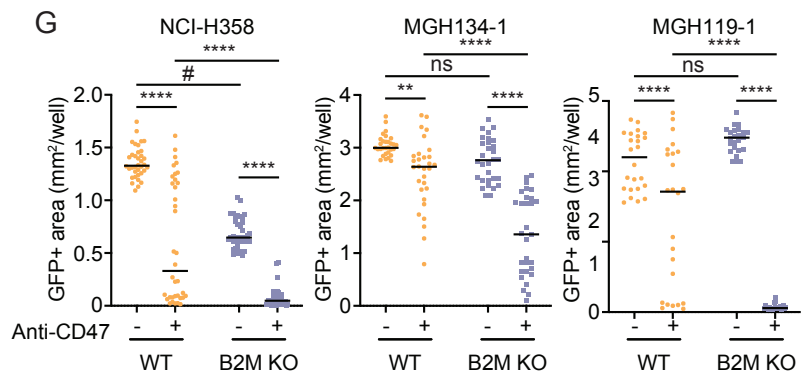 G
NCI-H358
MGH134-1
MGH119-1
****
#
****
****
****
ns
**
****
****
ns
****
****
GFP+ area (mm²/well)
2.0
1.5
1.0
0.5
0
GFP+ area (mm²/well)
4
3
2
1
0
GFP+ area (mm²/well)
5
4
3
2
1
0
Anti-CD47
- + - +
- + - +
- + - +
WT B2M KO
WT B2M KO
WT B2M KO